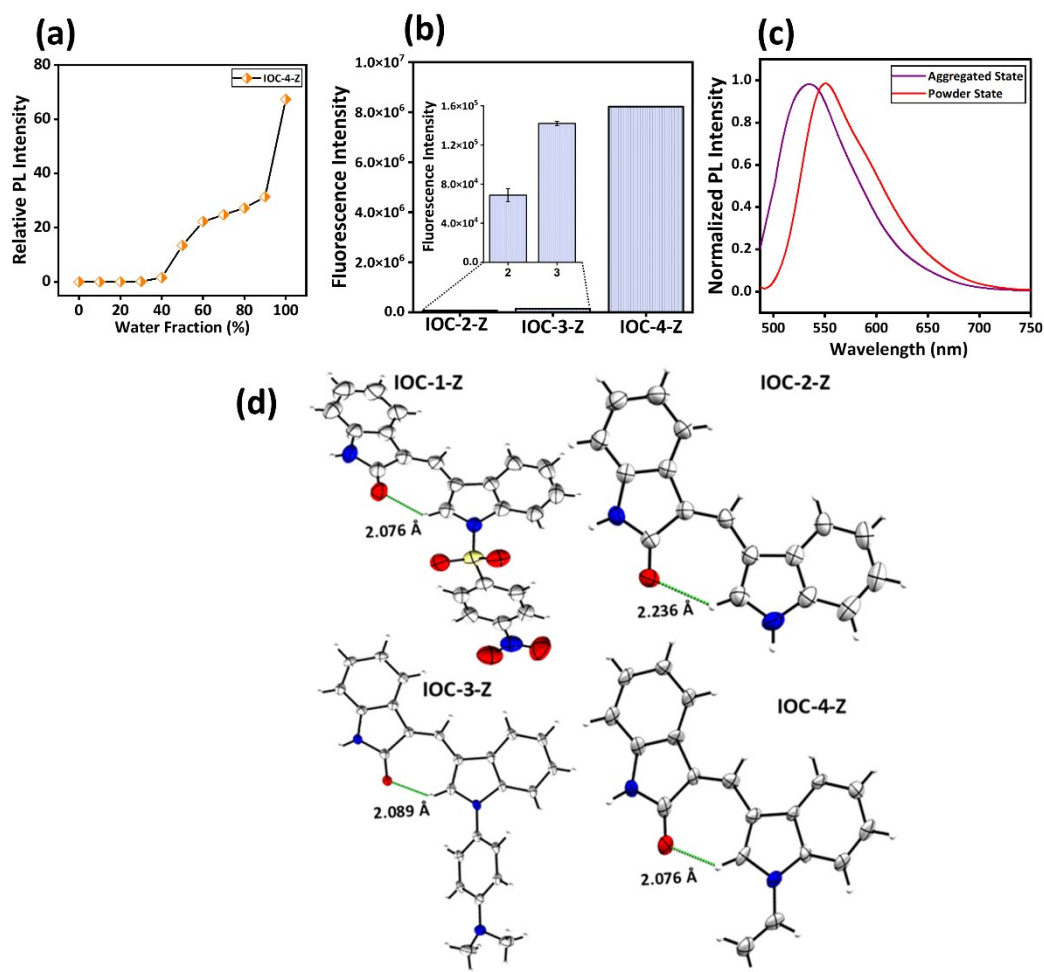 (a)
Relative PL Intensity
80
60
40
20
0
IOC-4-Z
0 20 40 60 80 100
Water Fraction (%)
(b)
Fluorescence Intensity
1.0×10⁷
8.0×10⁶
6.0×10⁶
4.0×10⁶
2.0×10⁶
0.0
Fluorescence Intensity
1.6×10⁵
1.2×10⁵
8.0×10⁴
4.0×10⁴
0.0
2 3
IOC-2-Z IOC-3-Z IOC-4-Z
(c)
Normalized PL Intensity
1.0
0.8
0.6
0.4
0.2
0.0
Aggregated State
Powder State
500 550 600 650 700 750
Wavelength (nm)
(d)
IOC-1-Z
2.076 Å
IOC-2-Z
2.236 Å
IOC-3-Z
2.089 Å
IOC-4-Z
2.076 Å